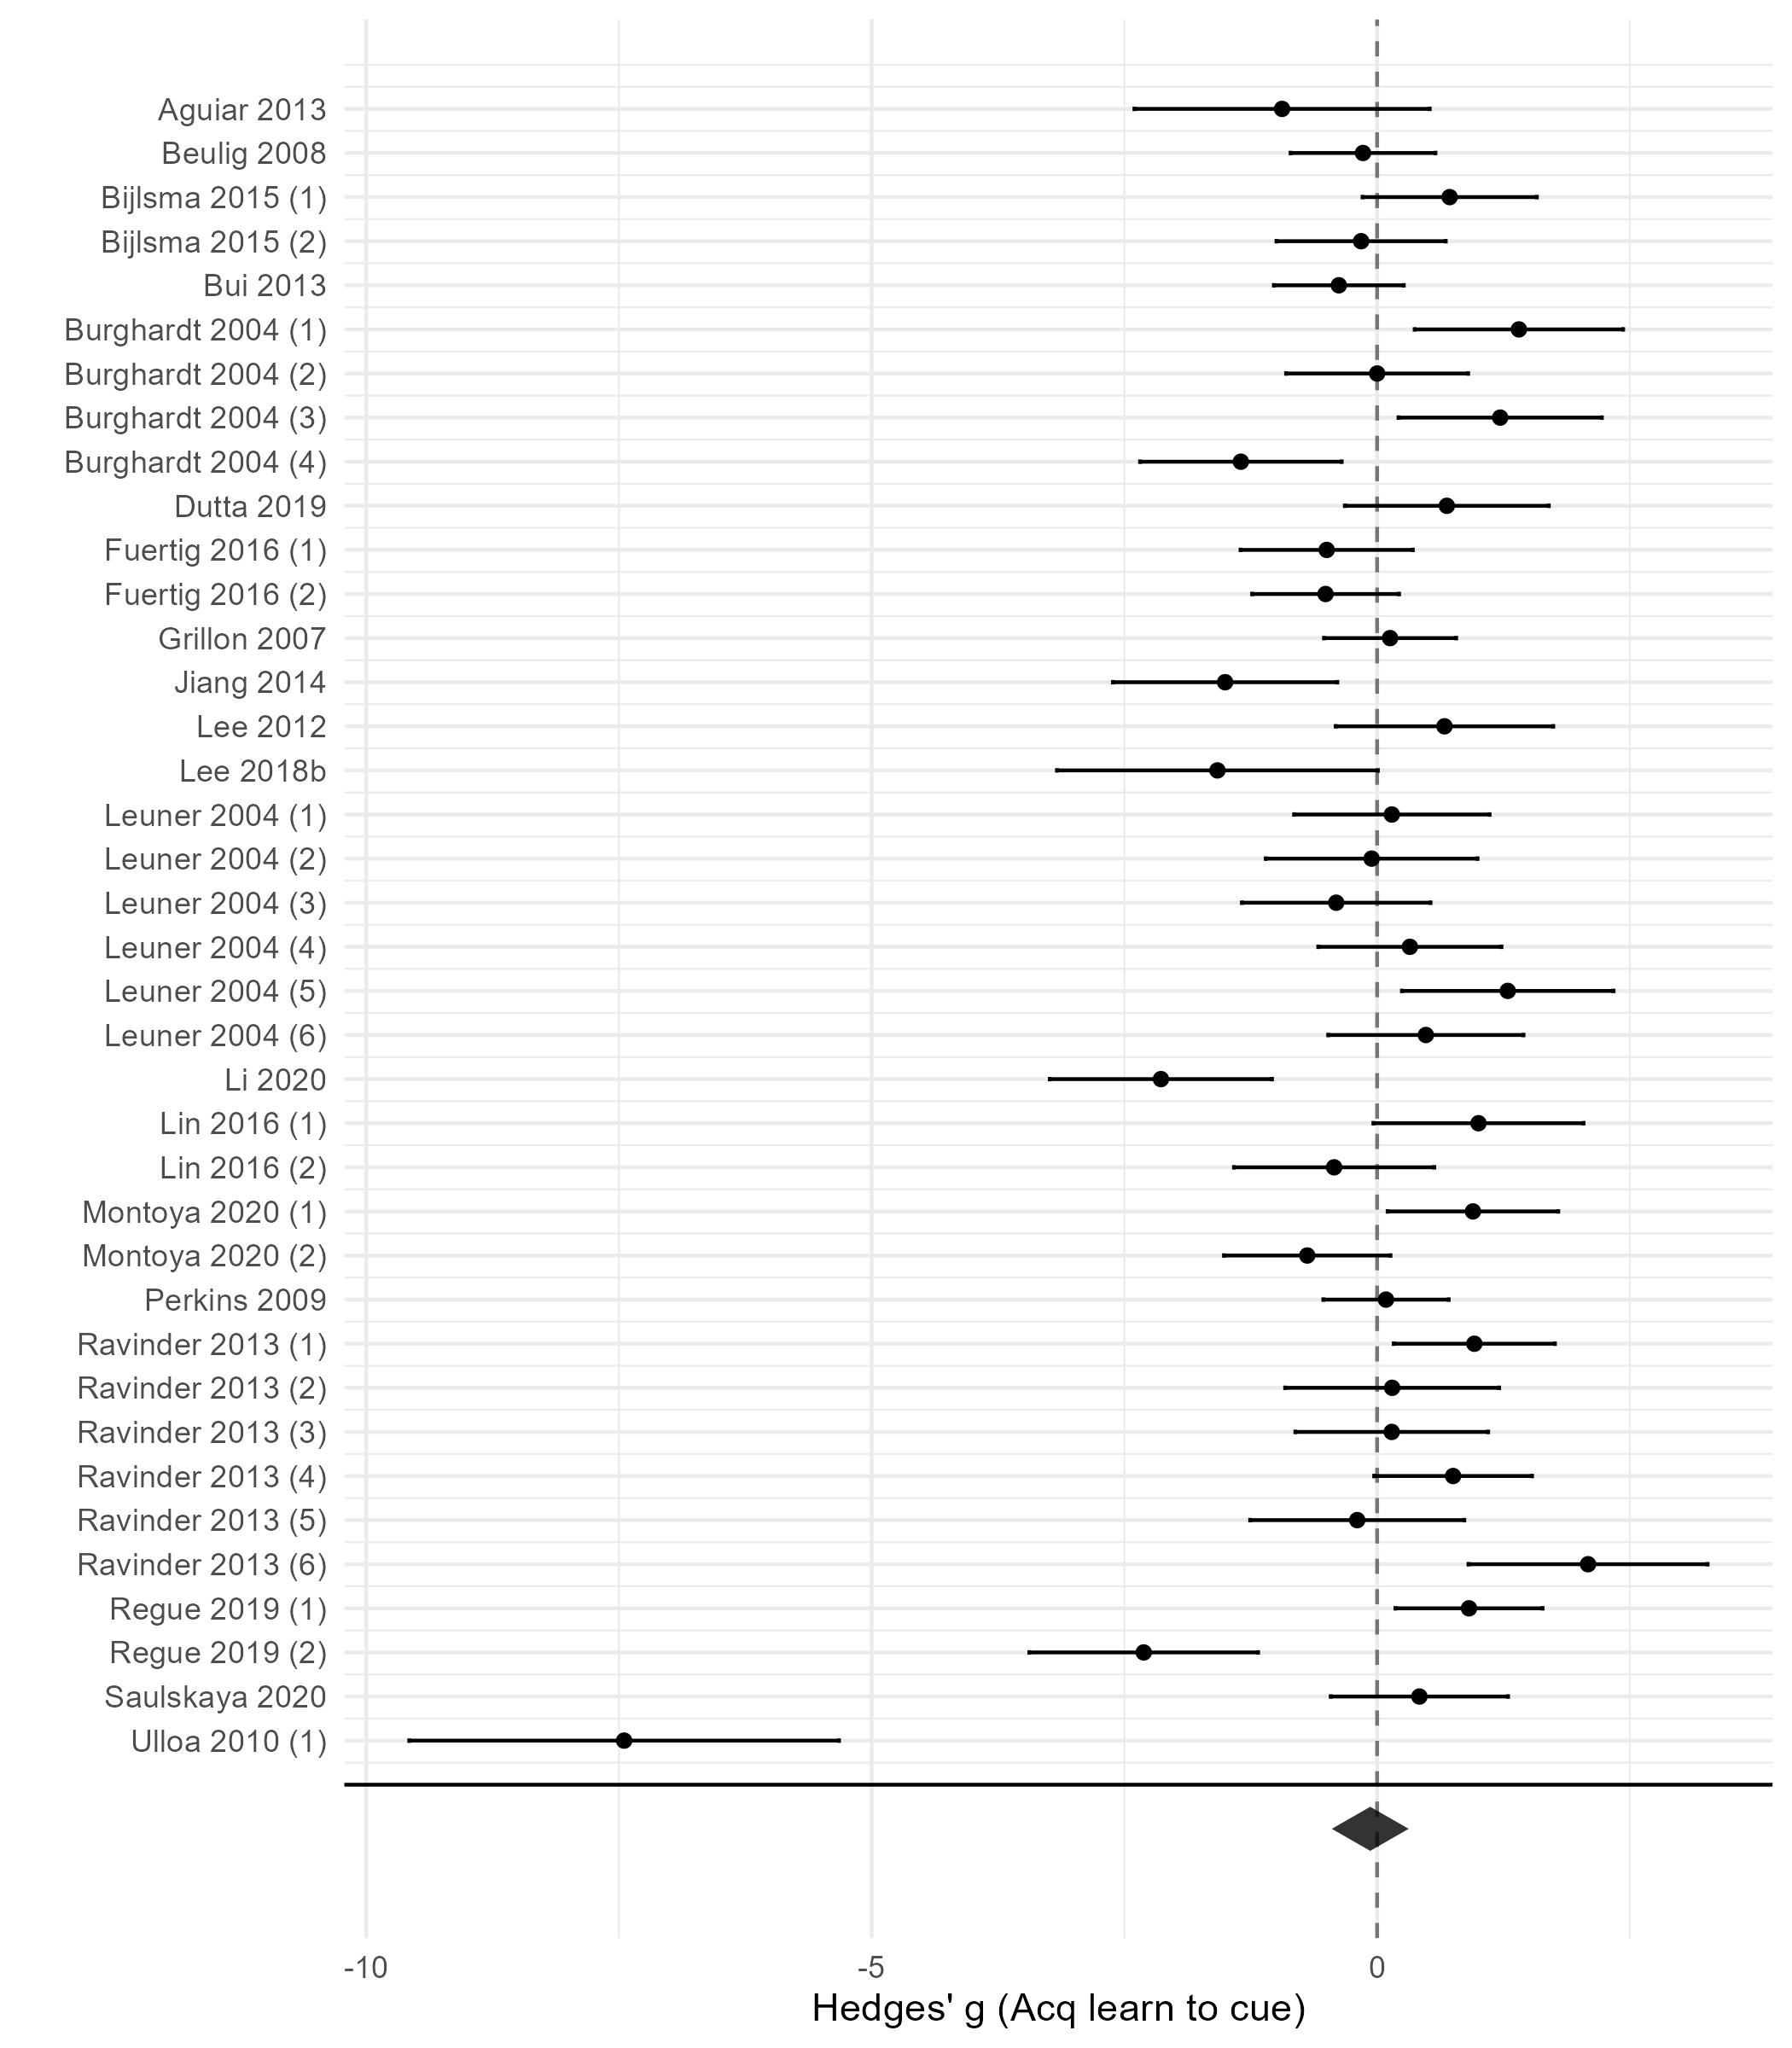 Aguiar 2013
Beulig 2008
Bijlsma 2015 (1)
Bijlsma 2015 (2)
Bui 2013
Burghardt 2004 (1)
Burghardt 2004 (2)
Burghardt 2004 (3)
Burghardt 2004 (4)
Dutta 2019
Fuertig 2016 (1)
Fuertig 2016 (2)
Grillon 2007
Jiang 2014
Lee 2012
Lee 2018b
Leuner 2004 (1)
Leuner 2004 (2)
Leuner 2004 (3)
Leuner 2004 (4)
Leuner 2004 (5)
Leuner 2004 (6)
Li 2020
Lin 2016 (1)
Lin 2016 (2)
Montoya 2020 (1)
Montoya 2020 (2)
Perkins 2009
Ravinder 2013 (1)
Ravinder 2013 (2)
Ravinder 2013 (3)
Ravinder 2013 (4)
Ravinder 2013 (5)
Ravinder 2013 (6)
Regue 2019 (1)
Regue 2019 (2)
Saulskaya 2020
Ulloa 2010 (1)
-10 -5 0
Hedges' g (Acq learn to cue)